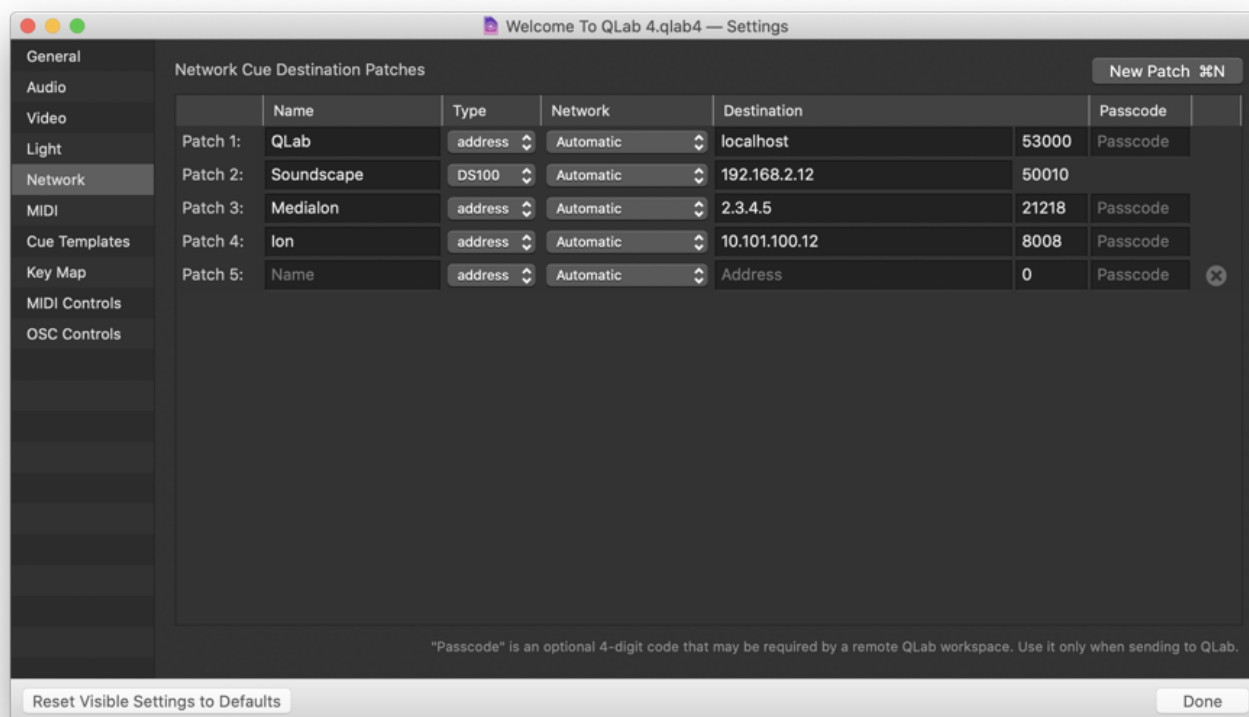 Welcome To QLab 4.qlab4 — Settings
General
Audio
Video
Light
Network
MIDI
Cue Templates
Key Map
MIDI Controls
OSC Controls
Network Cue Destination Patches
New Patch ⌘N
Name Type Network Destination Passcode
Patch 1: QLab address Automatic localhost 53000 Passcode
Patch 2: Soundscape DS100 Automatic 192.168.2.12 50010
Patch 3: Medialon address Automatic 2.3.4.5 21218 Passcode
Patch 4: Ion address Automatic 10.101.100.12 8008 Passcode
Patch 5: Name address Automatic Address 0 Passcode
"Passcode" is an optional 4-digit code that may be required by a remote QLab workspace. Use it only when sending to QLab.
Reset Visible Settings to Defaults
Done